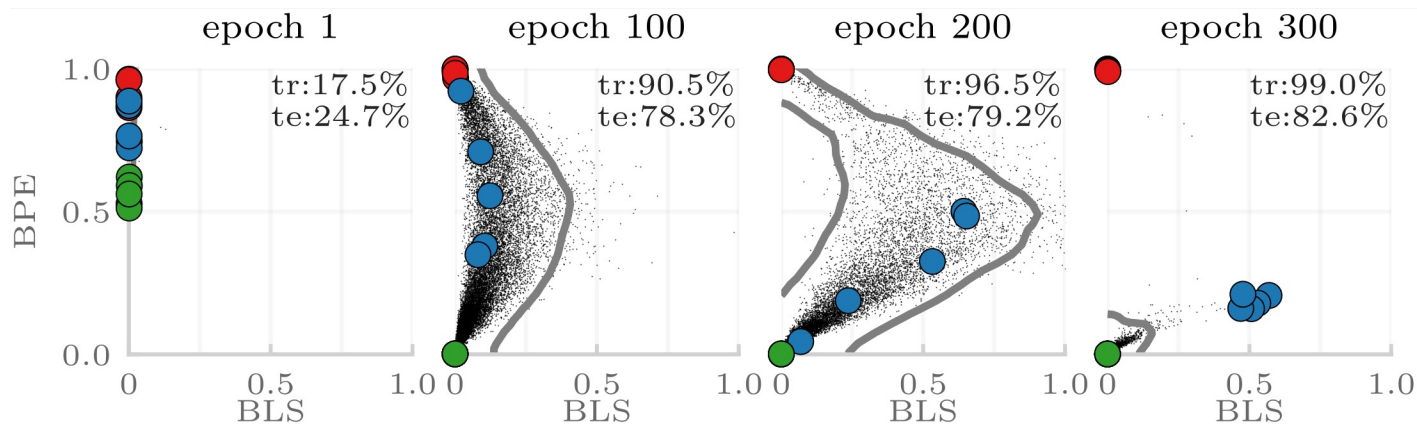 epoch 1
epoch 100
epoch 200
epoch 300
1.0
tr:17.5%
tr:90.5%
tr:96.5%
tr:99.0%
te:24.7%
te:78.3%
te:79.2%
te:82.6%
BPE
0.5
0.0
0
0.5
1.0
0
0.5
1.0
0
0.5
1.0
0
0.5
1.0
BLS
BLS
BLS
BLS